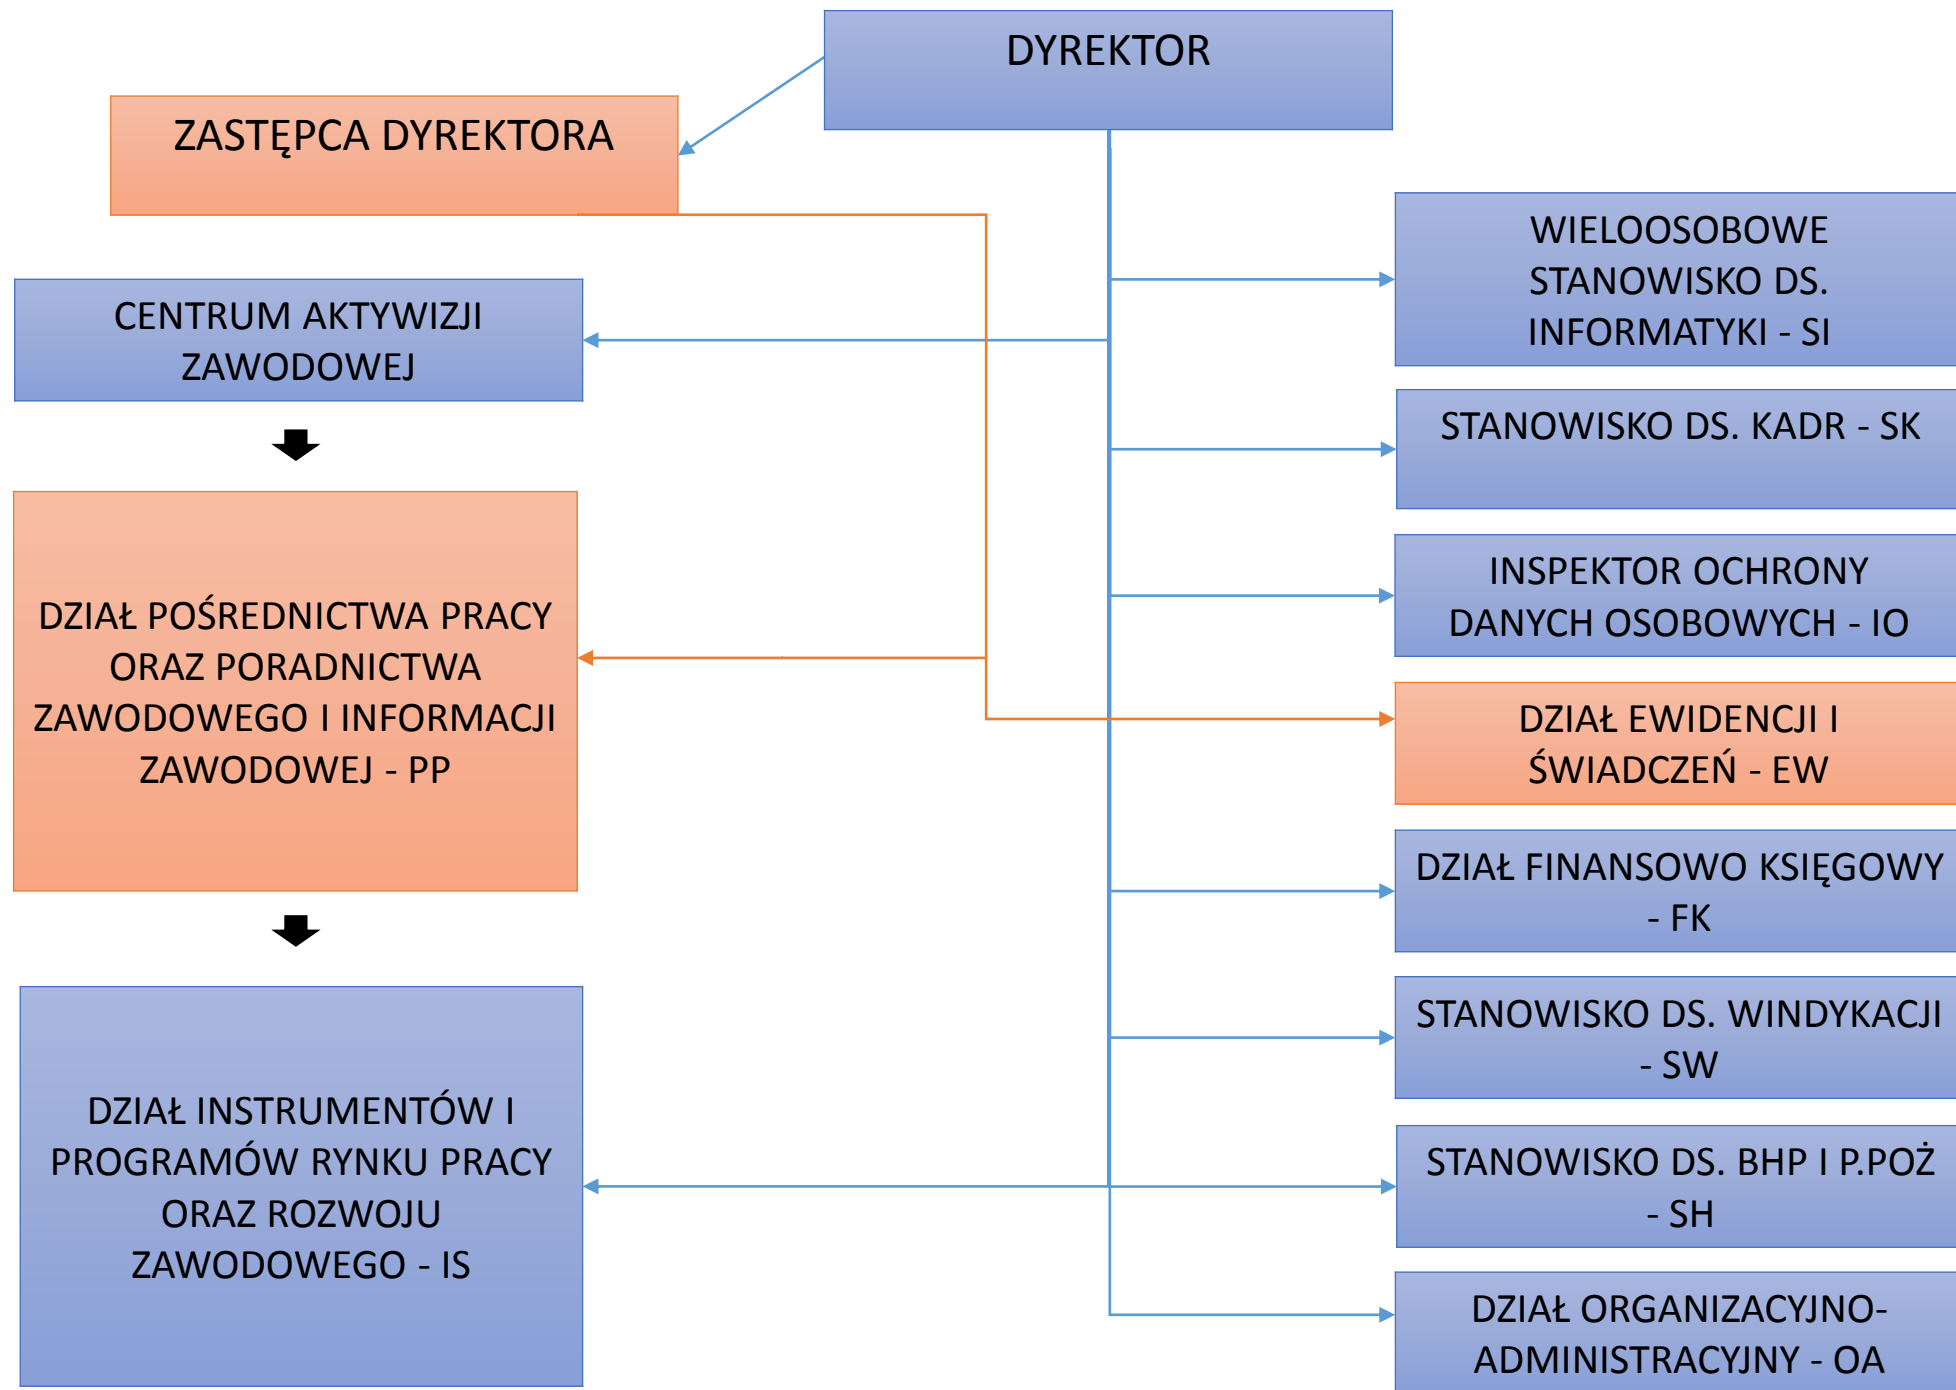 DYREKTOR
ZASTĘPCA DYREKTORA
CENTRUM AKTYWIZJI
ZAWODOWEJ
DZIAŁ POŚREDNICTWA PRACY
ORAZ PORADNICTWA
ZAWODOWEGO I INFORMACJI
ZAWODOWEJ - PP
DZIAŁ INSTRUMENTÓW I
PROGRAMÓW RYNKU PRACY
ORAZ ROZWOJU
ZAWODOWEGO - IS
WIELOOSOBOWE
STANOWISKO DS.
INFORMATYKI - SI
STANOWISKO DS. KADR - SK
INSPEKTOR OCHRONY
DANYCH OSOBOWYCH - IO
DZIAŁ EWIDENCJI I
ŚWIADCZEŃ - EW
DZIAŁ FINANSOWO KSIĘGOWY
- FK
STANOWISKO DS. WINDYKACJI
- SW
STANOWISKO DS. BHP I P.POŻ
- SH
DZIAŁ ORGANIZACYJNO-
ADMINISTRACYJNY - OA